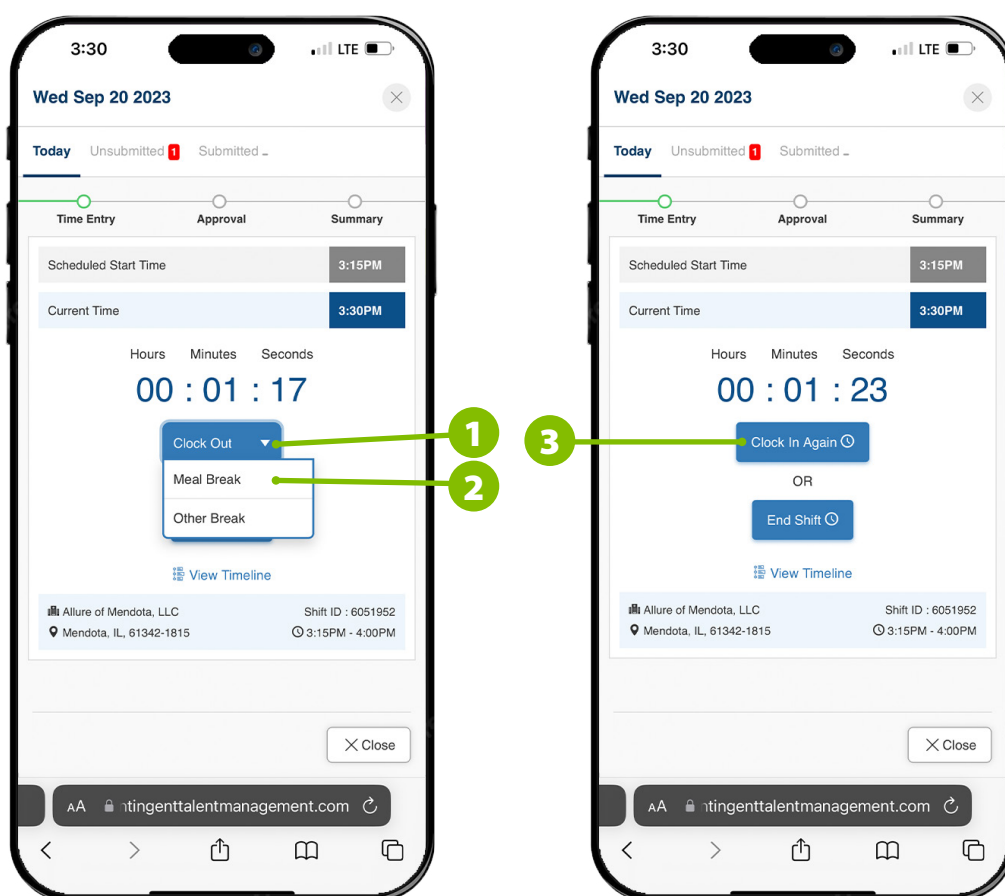 3:30
LTE
Wed Sep 20 2023
Today Unsubmitted 1 Submitted
Time Entry Approval Summary
Scheduled Start Time 3:15PM
Current Time 3:30PM
Hours Minutes Seconds
00 : 01 : 17
Clock Out
Meal Break
Other Break
View Timeline
Allure of Mendota, LLC Shift ID : 6051952
Mendota, IL, 61342-1815 3:15PM - 4:00PM
Close
AA ntingenttalentmanagement.com
1
2
3
3:30
LTE
Wed Sep 20 2023
Today Unsubmitted 1 Submitted
Time Entry Approval Summary
Scheduled Start Time 3:15PM
Current Time 3:30PM
Hours Minutes Seconds
00 : 01 : 23
Clock In Again
OR
End Shift
View Timeline
Allure of Mendota, LLC Shift ID : 6051952
Mendota, IL, 61342-1815 3:15PM - 4:00PM
Close
AA ntingenttalentmanagement.com